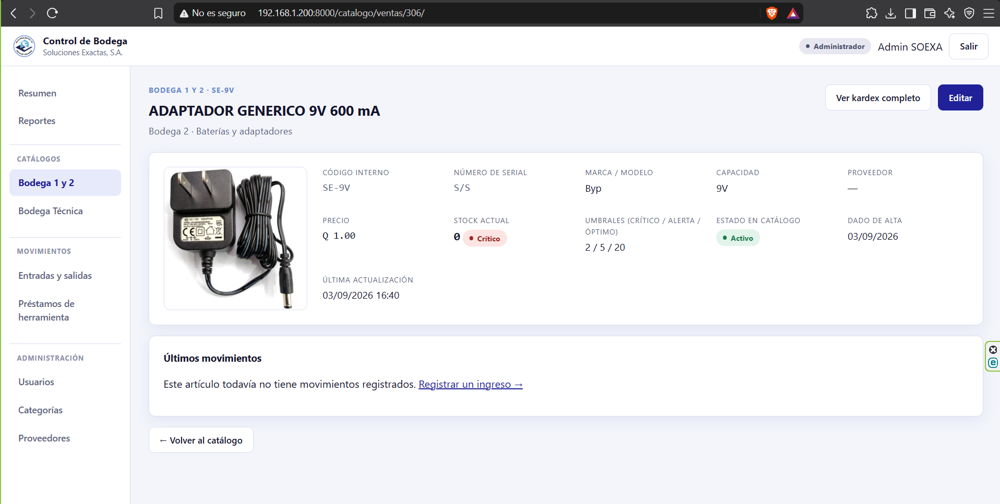 No es seguro 192.168.1.200:8000/catalogo/ventas/306/
Control de Bodega
Soluciones Exactas, S.A.
Administrador
Admin SOEXA
Salir
Resumen
Reportes
CATÁLOGOS
Bodega 1 y 2
Bodega Técnica
MOVIMIENTOS
Entradas y salidas
Préstamos de
herramienta
ADMINISTRACIÓN
Usuarios
Categorías
Proveedores
BODEGA 1 Y 2 · SE-9V
ADAPTADOR GENERICO 9V 600 mA
Bodega 2 · Baterías y adaptadores
Ver kardex completo
Editar
AC-DC ADAPTOR
CÓDIGO INTERNO
SE-9V
NÚMERO DE SERIAL
S/S
MARCA / MODELO
Byp
CAPACIDAD
9V
PROVEEDOR
—
PRECIO
Q 1.00
STOCK ACTUAL
0 Crítico
UMBRALES (CRÍTICO / ALERTA /
ÓPTIMO)
2 / 5 / 20
ESTADO EN CATÁLOGO
Activo
DADO DE ALTA
03/09/2026
ÚLTIMA ACTUALIZACIÓN
03/09/2026 16:40
Últimos movimientos
Este artículo todavía no tiene movimientos registrados. Registrar un ingreso →
← Volver al catálogo